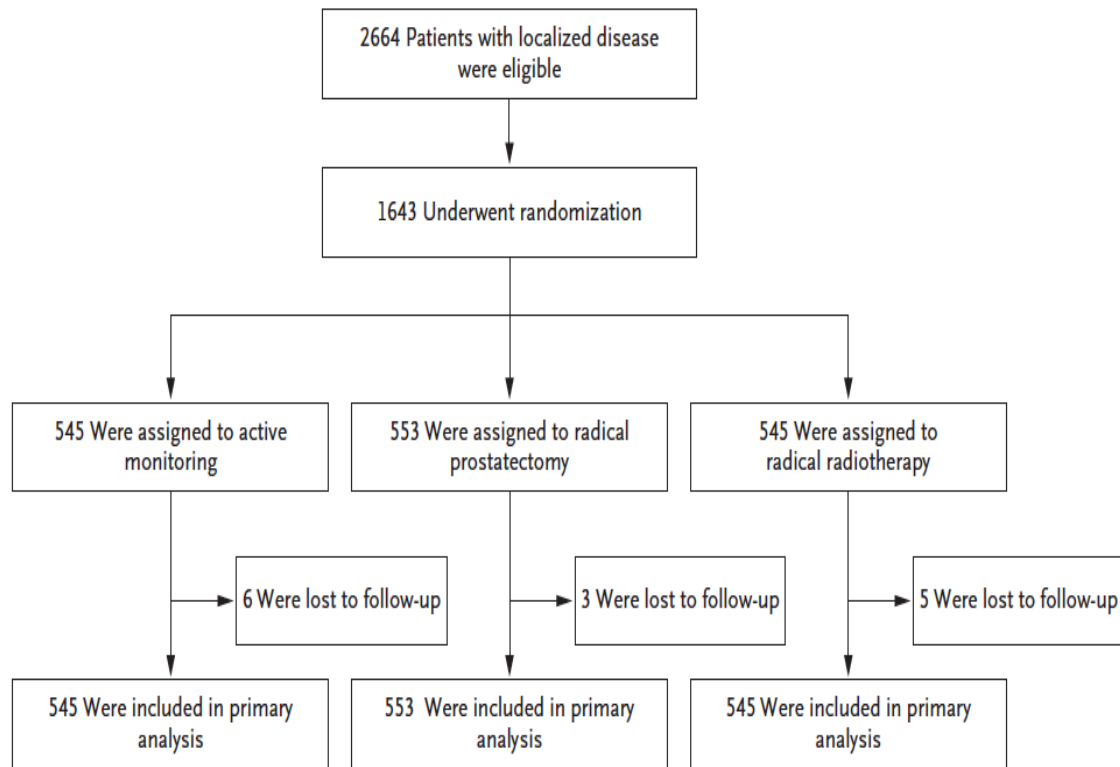 2664 Patients with localized disease
were eligible
1643 Underwent randomization
545 Were assigned to active
monitoring
553 Were assigned to radical
prostatectomy
545 Were assigned to
radical radiotherapy
6 Were lost to follow-up
3 Were lost to follow-up
5 Were lost to follow-up
545 Were included in primary
analysis
553 Were included in primary
analysis
545 Were included in primary
analysis